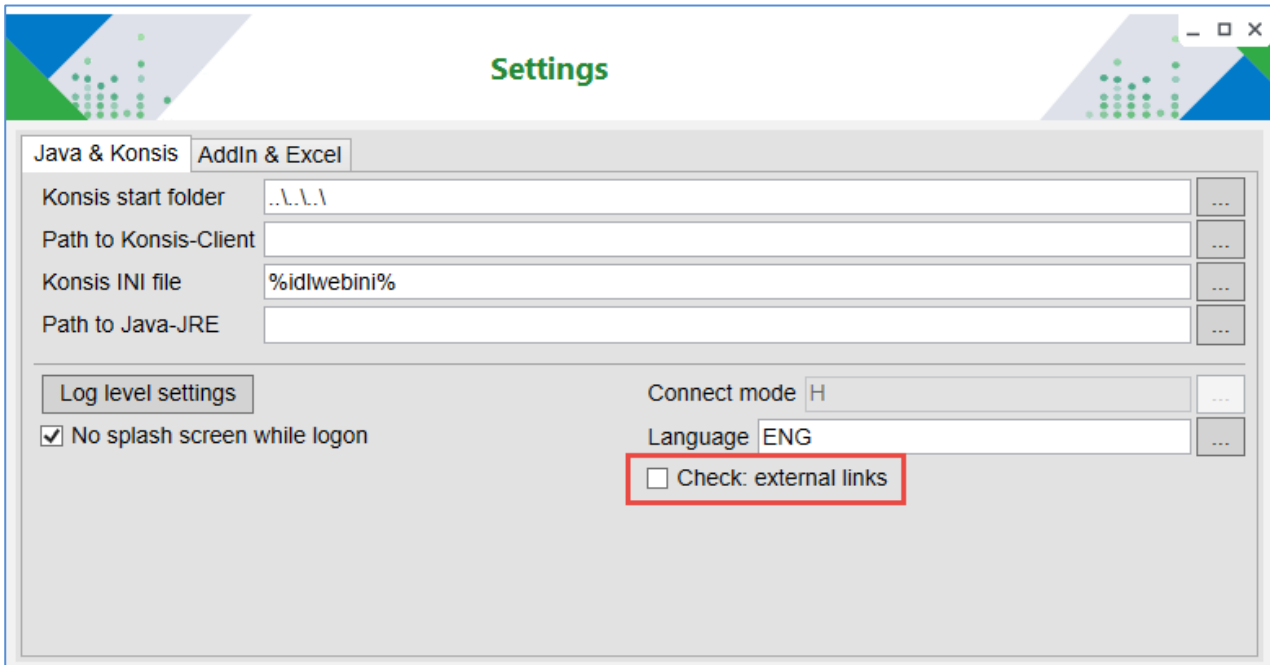 Settings
Java & Konsis AddIn & Excel
Konsis start folder ..\..\..\ ...
Path to Konsis-Client ...
Konsis INI file %idlwebini% ...
Path to Java-JRE ...
Log level settings Connect mode H ...
No splash screen while logon Language ENG ...
Check: external links